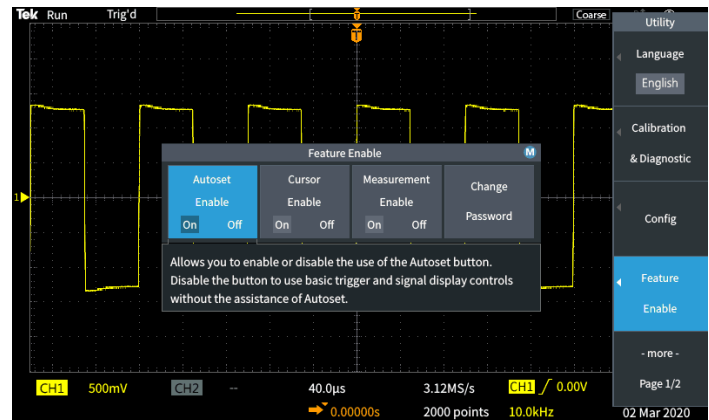 Tek Run Trig'd Coarse
Utility
Language
English
Calibration
& Diagnostic
Config
Feature
Enable
- more -
Page 1/2
Feature Enable M
Autoset
Enable
On Off
Cursor
Enable
On Off
Measurement
Enable
On Off
Change
Password
Allows you to enable or disable the use of the Autoset button.
Disable the button to use basic trigger and signal display controls
without the assistance of Autoset.
T
1
CH1 500mV CH2 -- 40.0μs 3.12MS/s CH1 0.00V
0.00000s 2000 points 10.0kHz 02 Mar 2020